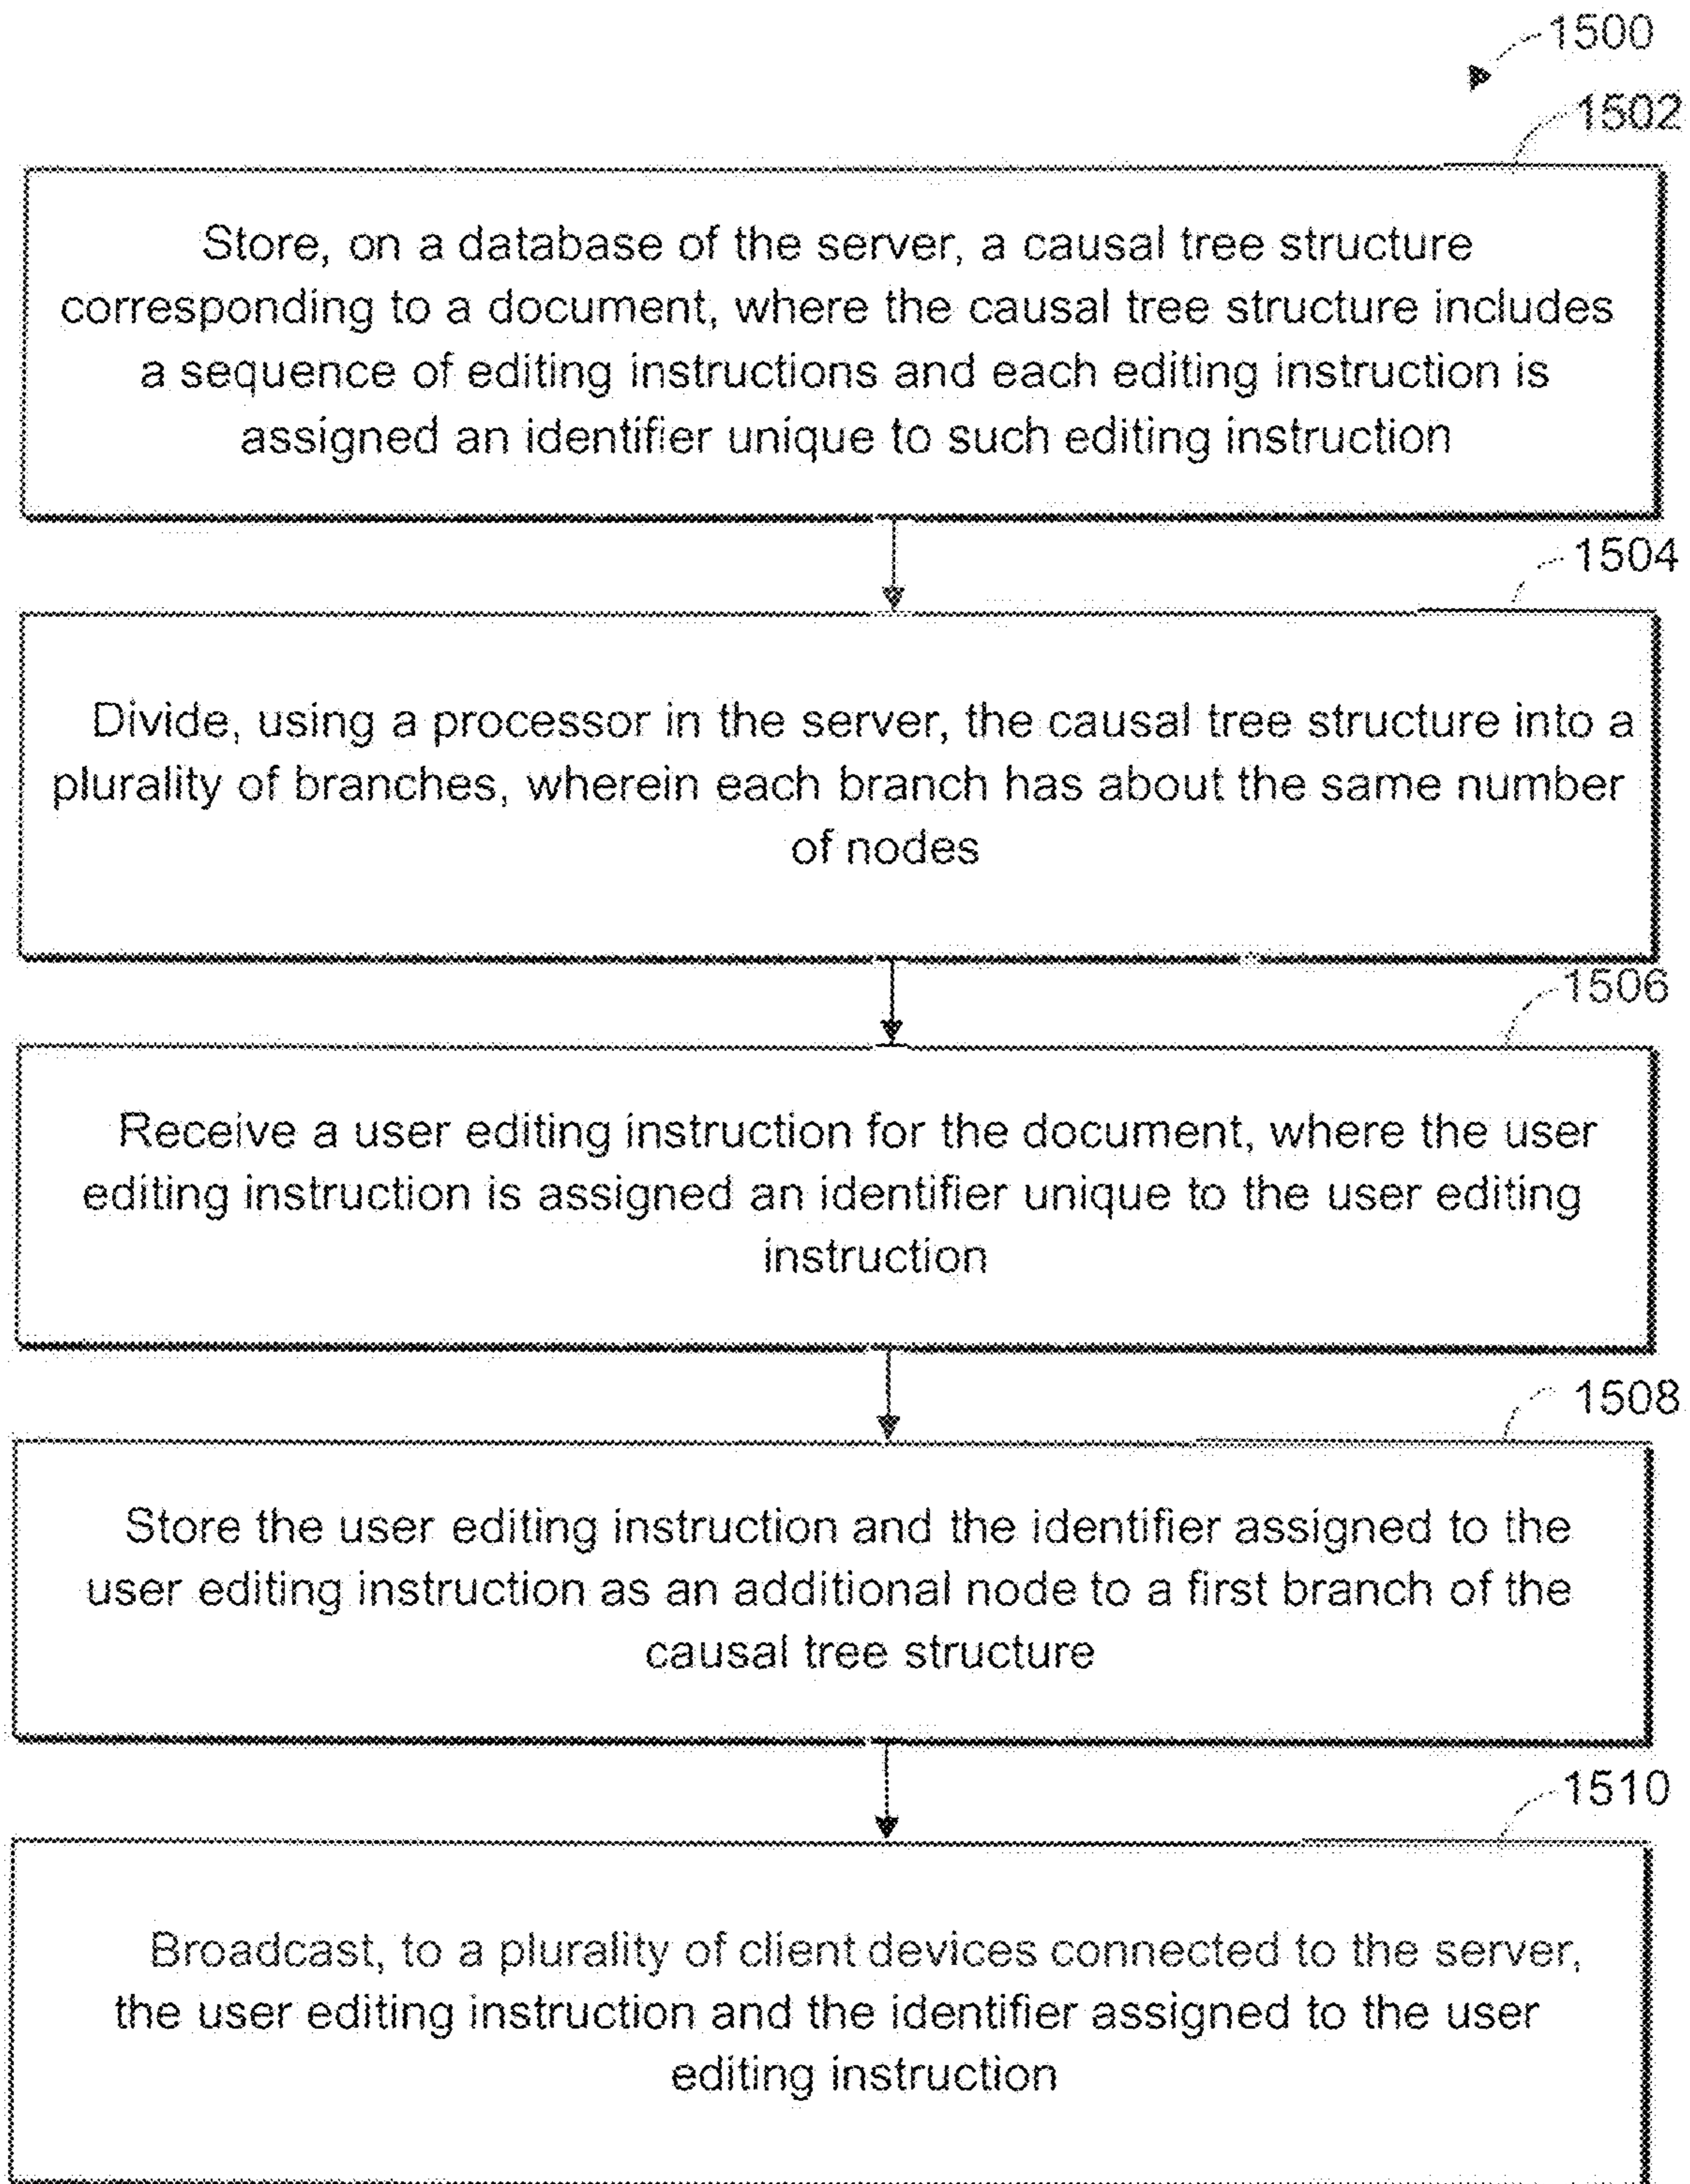 1500
1502
Store, on a database of the server, a causal tree structure
corresponding to a document, where the causal tree structure includes
a sequence of editing instructions and each editing instruction is
assigned an identifier unique to such editing instruction
1504
Divide, using a processor in the server, the causal tree structure into a
plurality of branches, wherein each branch has about the same number
of nodes
1506
Receive a user editing instruction for the document, where the user
editing instruction is assigned an identifier unique to the user editing
instruction
1508
Store the user editing instruction and the identifier assigned to the
user editing instruction as an additional node to a first branch of the
causal tree structure
1510
Broadcast, to a plurality of client devices connected to the server,
the user editing instruction and the identifier assigned to the user
editing instruction